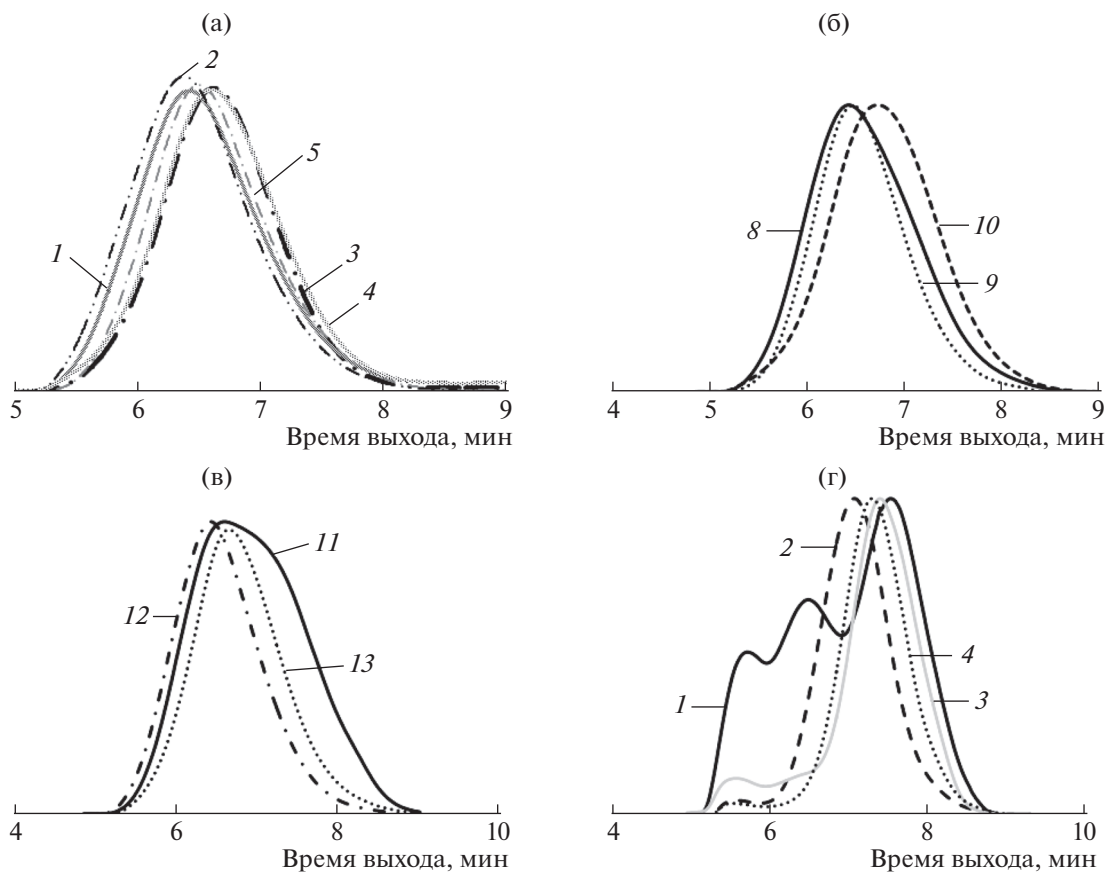 (а)
2
5
1
3
4
5 6 7 8 9
Время выхода, мин
(б)
8
10
9
4 5 6 7 8 9
Время выхода, мин
(в)
11
12
13
4 6 8 10
Время выхода, мин
(г)
2
4
1
3
4 6 8 10
Время выхода, мин